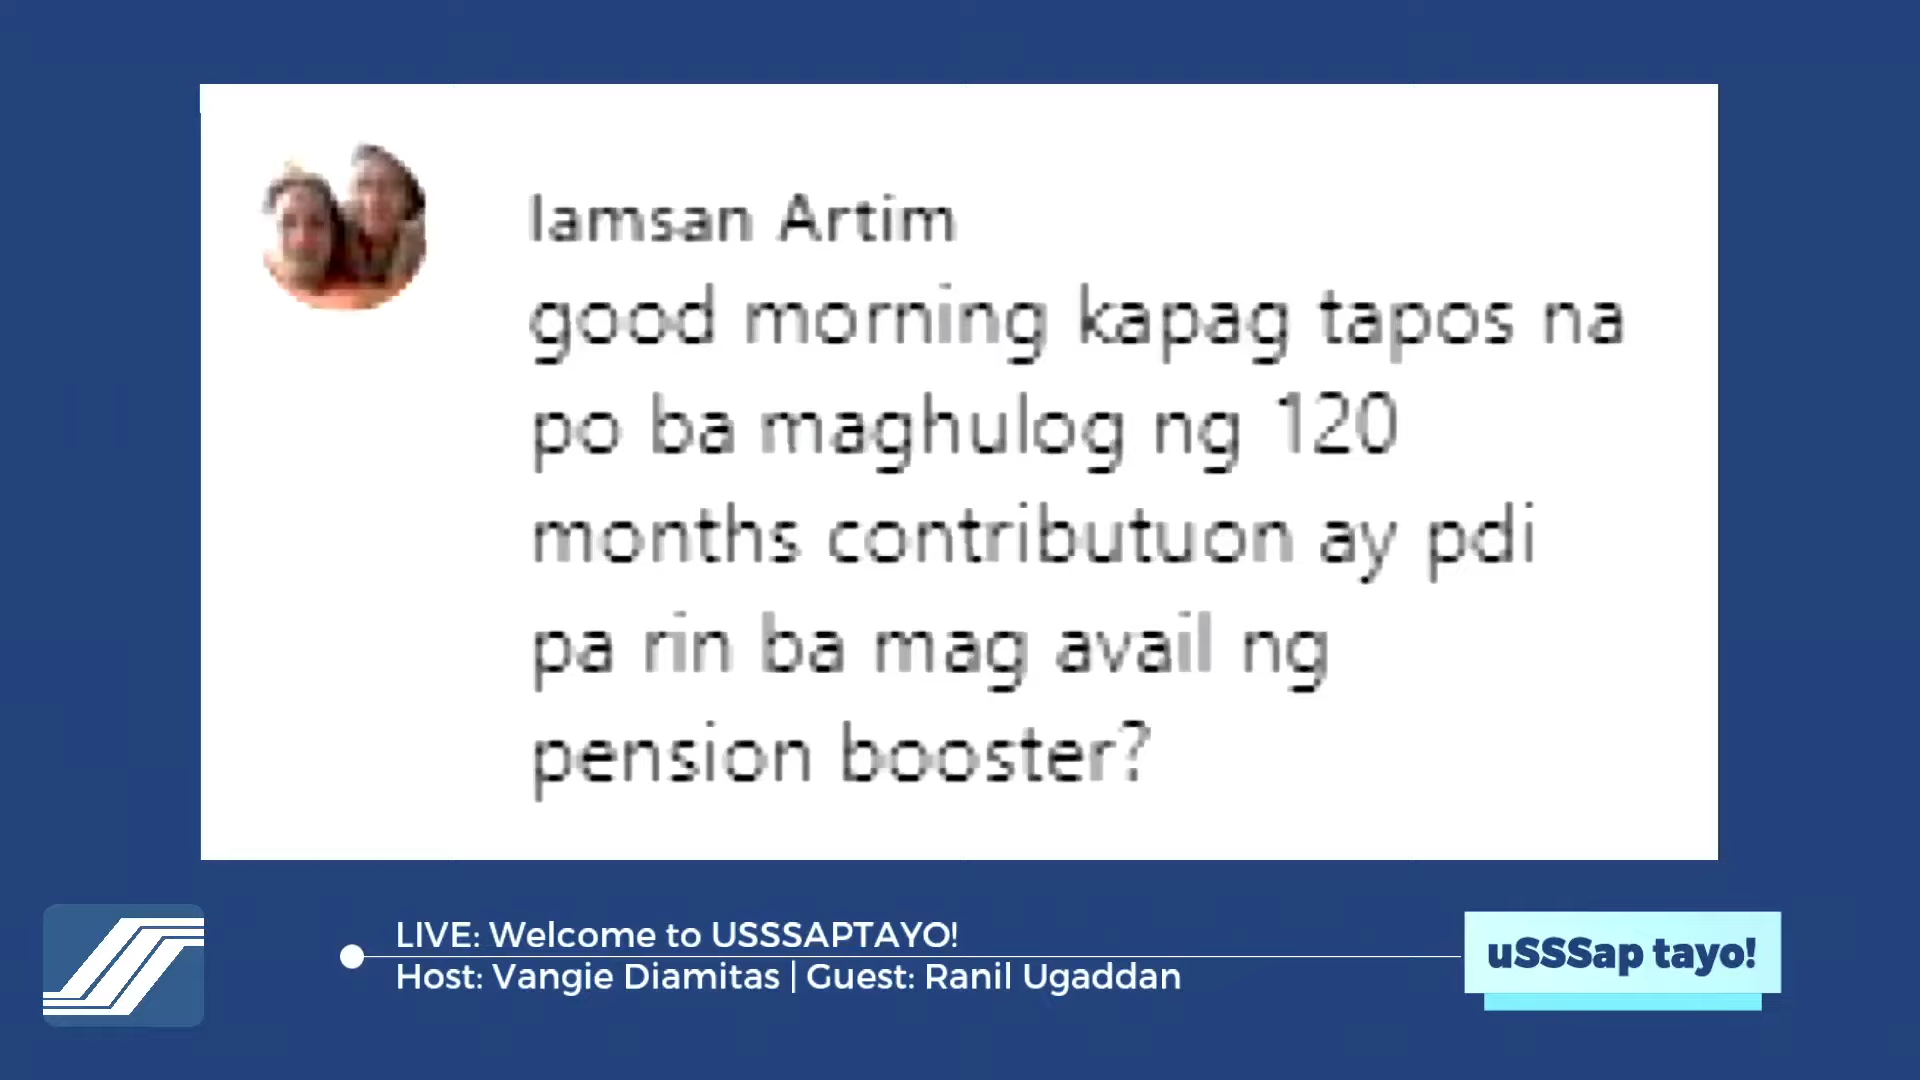 Iamsan Artim
good morning kapag tapos na
po ba maghulog ng 120
months contributuon ay pdi
pa rin ba mag avail ng
pension booster?
LIVE: Welcome to USSSAPTAYO!
Host: Vangie Diamitas | Guest: Ranil Ugaddan
uSSSap tayo!